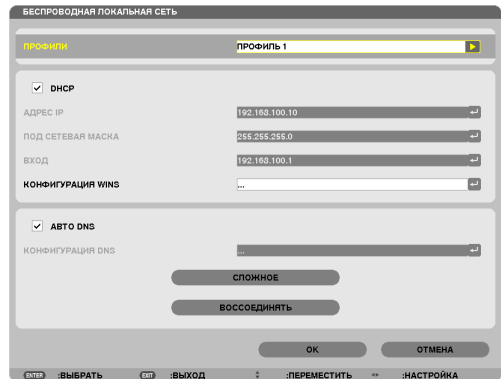 БЕСПРОВОДНАЯ ЛОКАЛЬНАЯ СЕТЬ
ПРОФИЛИ ПРОФИЛЬ 1
DHCP
АДРЕС IP 192.168.100.10
ПОД СЕТЕВАЯ МАСКА 255.255.255.0
ВХОД 192.168.100.1
КОНФИГУРАЦИЯ WINS ...
АВТО DNS
КОНФИГУРАЦИЯ DNS ...
СЛОЖНОЕ
ВОССОЕДИНЯТЬ
ОК ОТМЕНА
ENTER :ВЫБРАТЬ EXIT :ВЫХОД :ПЕРЕМЕСТИТЬ :НАСТРОЙКА